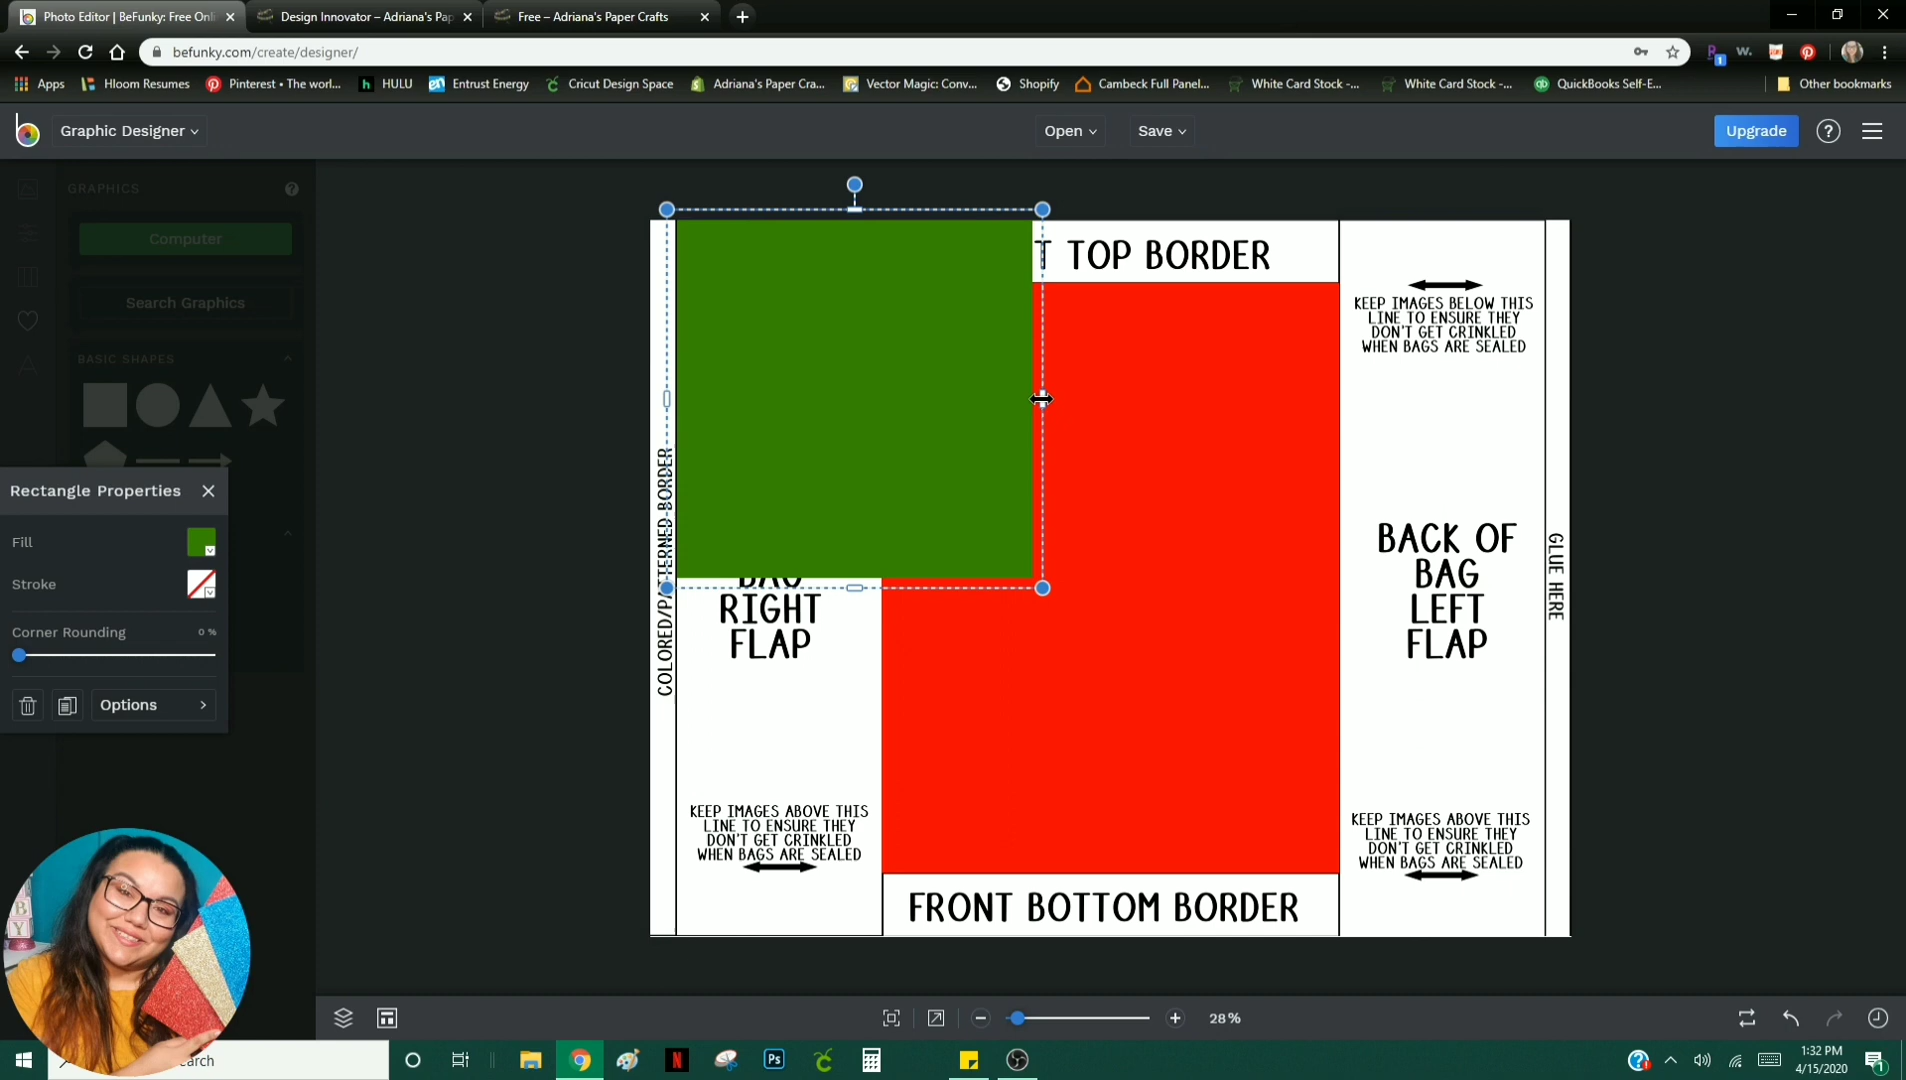 Photo Editor | BeFunky: Free Onli
Design Innovator – Adriana's Pap
Free – Adriana's Paper Crafts
befunky.com/create/designer/
Apps
Hloom Resumes
Pinterest • The worl...
HULU
Entrust Energy
Cricut Design Space
Adriana's Paper Cra...
Vector Magic: Conv...
Shopify
Cambeck Full Panel...
White Card Stock -...
White Card Stock -...
QuickBooks Self-E...
Other bookmarks
Graphic Designer
Open
Save
Upgrade
GRAPHICS
Computer
Search Graphics
BASIC SHAPES
Rectangle Properties
Fill
Stroke
Corner Rounding 0 %
Options
T TOP BORDER
KEEP IMAGES BELOW THIS
LINE TO ENSURE THEY
DON'T GET CRINKLED
WHEN BAGS ARE SEALED
COLORED/PATTERNED BORDER
BAG
RIGHT
FLAP
BACK OF
BAG
LEFT
FLAP
GLUE HERE
KEEP IMAGES ABOVE THIS
LINE TO ENSURE THEY
DON'T GET CRINKLED
WHEN BAGS ARE SEALED
KEEP IMAGES ABOVE THIS
LINE TO ENSURE THEY
DON'T GET CRINKLED
WHEN BAGS ARE SEALED
FRONT BOTTOM BORDER
28%
1:32 PM
4/15/2020